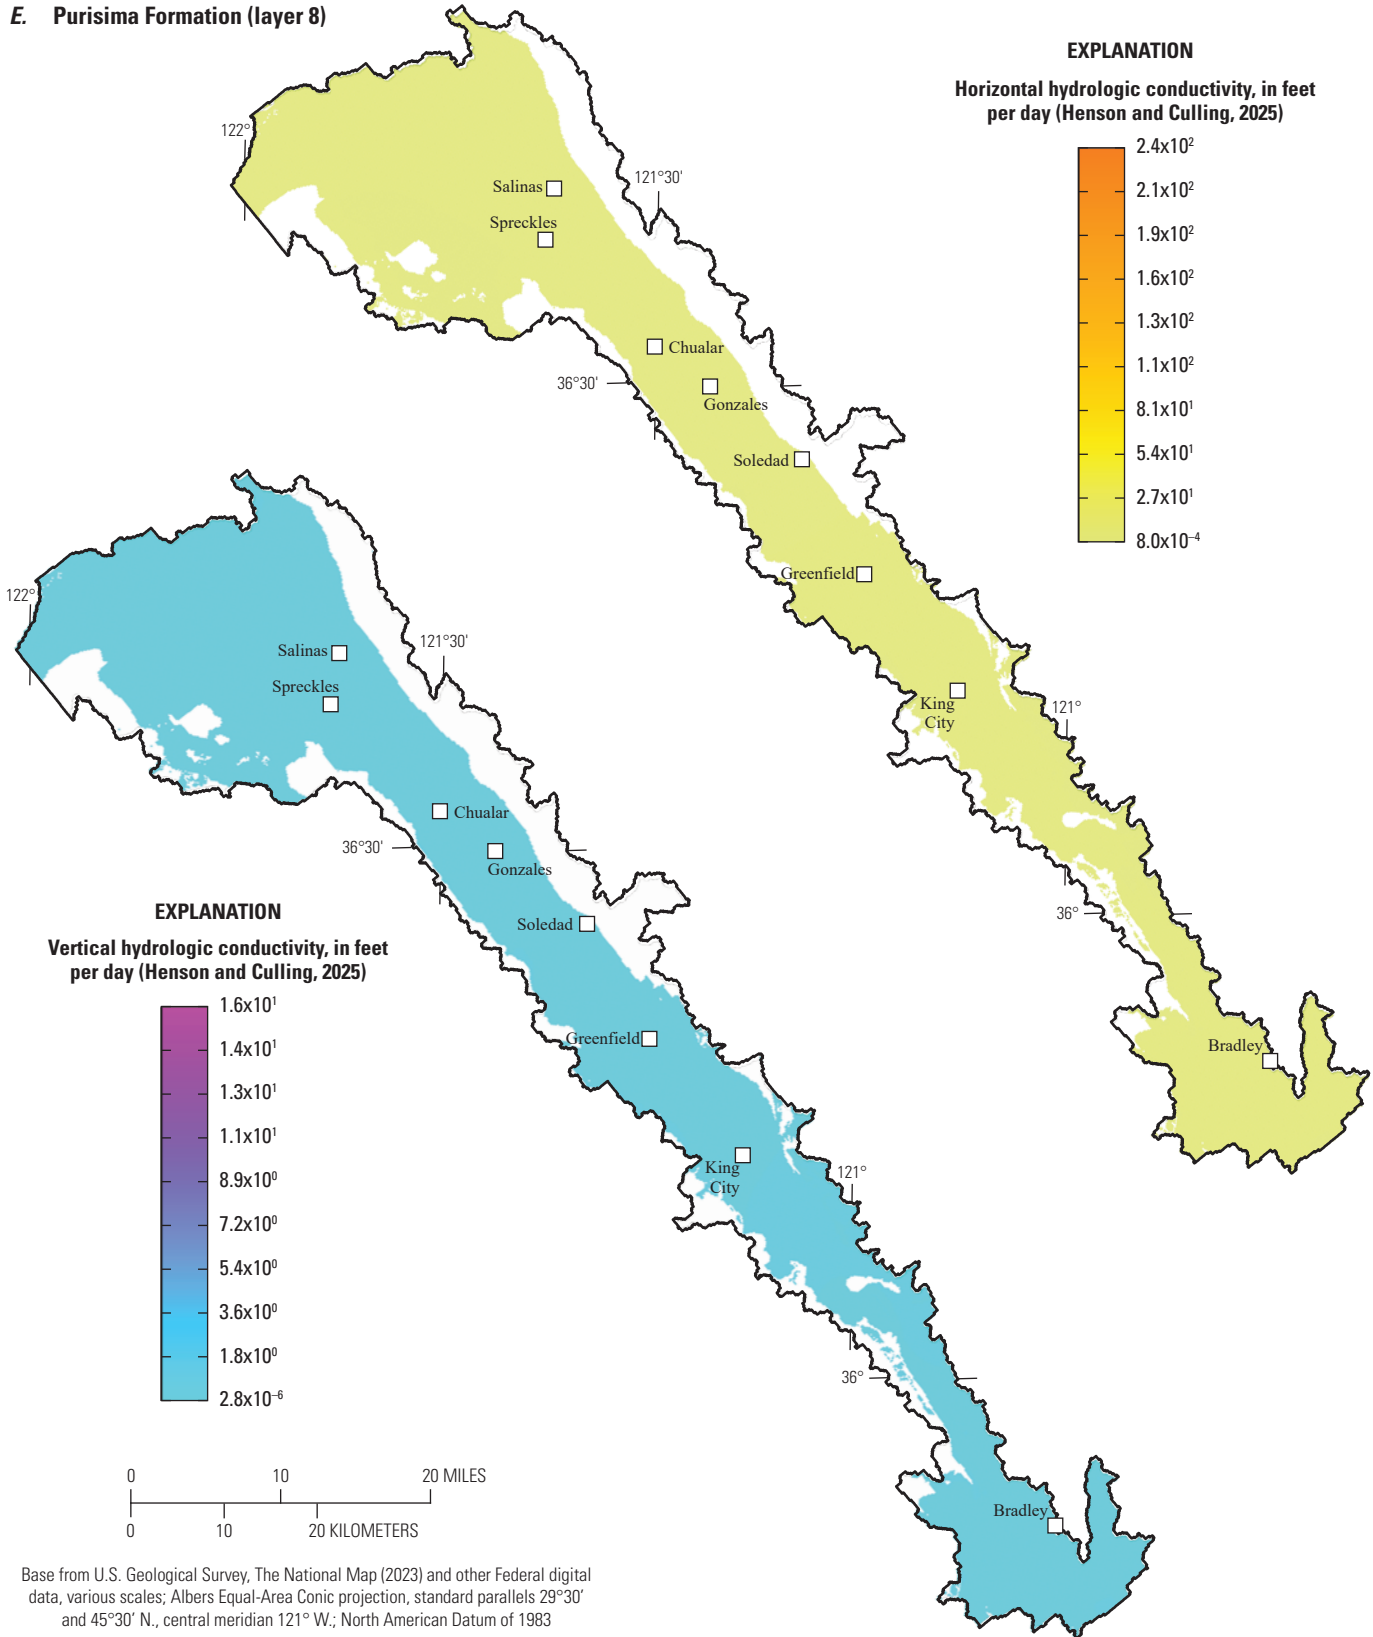 E. Purisima Formation (layer 8)
EXPLANATION
Horizontal hydrologic conductivity, in feet
per day (Henson and Culling, 2025)
2.4x10²
2.1x10²
1.9x10²
1.6x10²
1.3x10²
1.1x10²
8.1x10¹
5.4x10¹
2.7x10¹
8.0x10⁻⁴
122°
121°30'
Salinas
Spreckles
Chualar
36°30'
Gonzales
Soledad
Greenfield
King
City
121°
36°
Bradley
122°
121°30'
Salinas
Spreckles
Chualar
36°30'
Gonzales
Soledad
Greenfield
King
City
121°
36°
Bradley
EXPLANATION
Vertical hydrologic conductivity, in feet
per day (Henson and Culling, 2025)
1.6x10¹
1.4x10¹
1.3x10¹
1.1x10¹
8.9x10⁰
7.2x10⁰
5.4x10⁰
3.6x10⁰
1.8x10⁰
2.8x10⁻⁶
0 10 20 MILES
0 10 20 KILOMETERS
Base from U.S. Geological Survey, The National Map (2023) and other Federal digital
data, various scales; Albers Equal-Area Conic projection, standard parallels 29°30′
and 45°30′ N., central meridian 121° W.; North American Datum of 1983